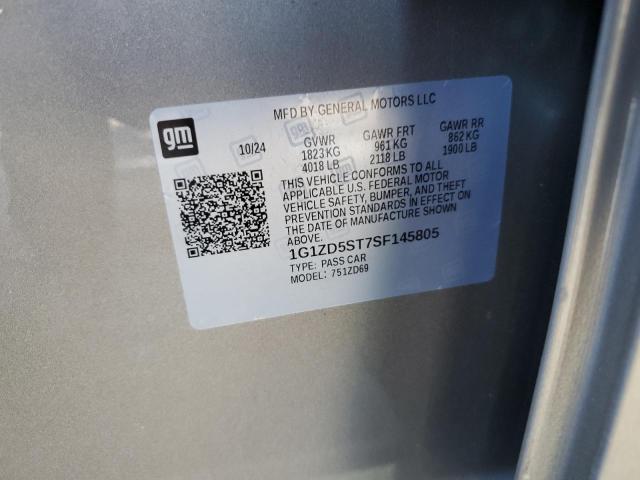 MFD BY GENERAL MOTORS LLC
gm
10/24 GVWR GAWR FRT GAWR RR
1823 KG 961 KG 862 KG
4018 LB 2118 LB 1900 LB
THIS VEHICLE CONFORMS TO ALL
APPLICABLE U.S. FEDERAL MOTOR
VEHICLE SAFETY, BUMPER, AND THEFT
PREVENTION STANDARDS IN EFFECT ON
THE DATE OF MANUFACTURE SHOWN
ABOVE.
1G1ZD5ST7SF145805
TYPE: PASS CAR
MODEL: 751ZD69